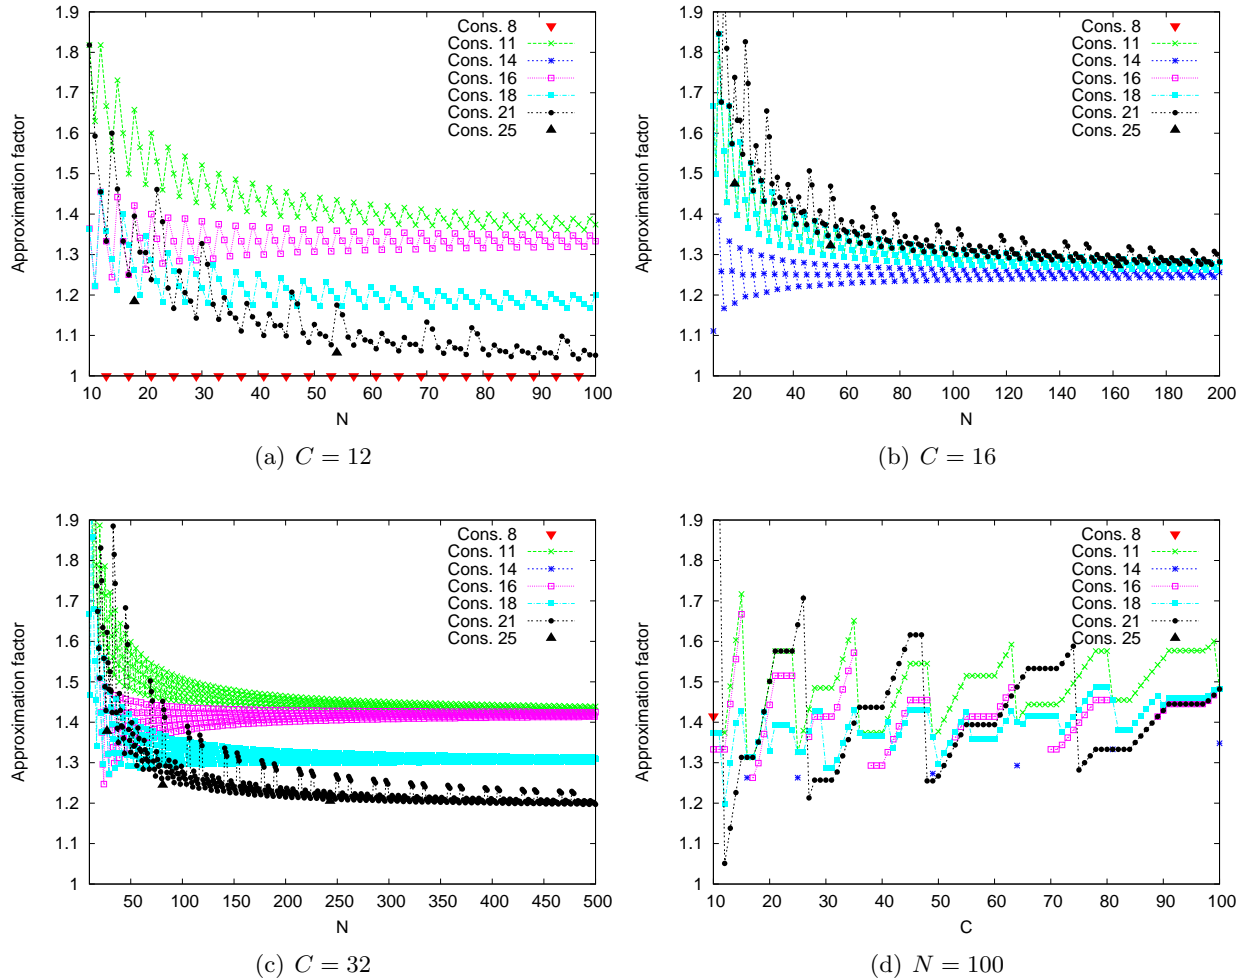 Approximation factor
1.9
1.8
1.7
1.6
1.5
1.4
1.3
1.2
1.1
1
10 20 30 40 50 60 70 80 90 100
N
Cons. 8
Cons. 11
Cons. 14
Cons. 16
Cons. 18
Cons. 21
Cons. 25
(a) C = 12
Approximation factor
1.9
1.8
1.7
1.6
1.5
1.4
1.3
1.2
1.1
1
20 40 60 80 100 120 140 160 180 200
N
Cons. 8
Cons. 11
Cons. 14
Cons. 16
Cons. 18
Cons. 21
Cons. 25
(b) C = 16
Approximation factor
1.9
1.8
1.7
1.6
1.5
1.4
1.3
1.2
1.1
1
50 100 150 200 250 300 350 400 450 500
N
Cons. 8
Cons. 11
Cons. 14
Cons. 16
Cons. 18
Cons. 21
Cons. 25
(c) C = 32
Approximation factor
1.9
1.8
1.7
1.6
1.5
1.4
1.3
1.2
1.1
1
10 20 30 40 50 60 70 80 90 100
C
Cons. 8
Cons. 11
Cons. 14
Cons. 16
Cons. 18
Cons. 21
Cons. 25
(d) N = 100